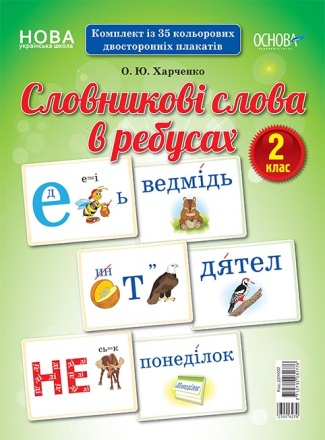 НОВА
українська школа
Комплект із 35 кольорових
двосторонніх плакатів
ОСНОВА
О. Ю. Харченко
Словникові слова
в ребусах
2
клас
д е=і
е ь
ведмідь
ин
Т ”
дятел
сь=к
НЕ
понеділок
Понеділок